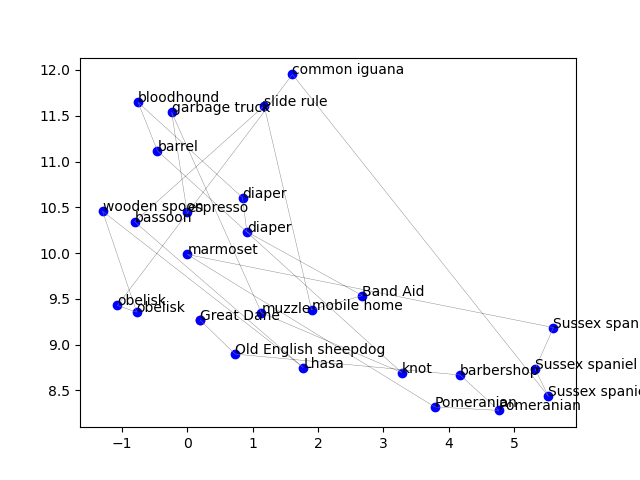 12.0
common iguana
bloodhound
slide rule
garbage truck
11.5
barrel
11.0
diaper
10.5
wooden spoon
espresso
bassoon
diaper
10.0
marmoset
Band Aid
9.5
obelisk
obelisk
mobile home
muzzle
Great Dane
Sussex span
9.0
Old English sheepdog
Lhasa
knot
barbershop
Sussex spaniel
8.5
Sussex spanie
Pomeranian
Pomeranian
−1 0 1 2 3 4 5